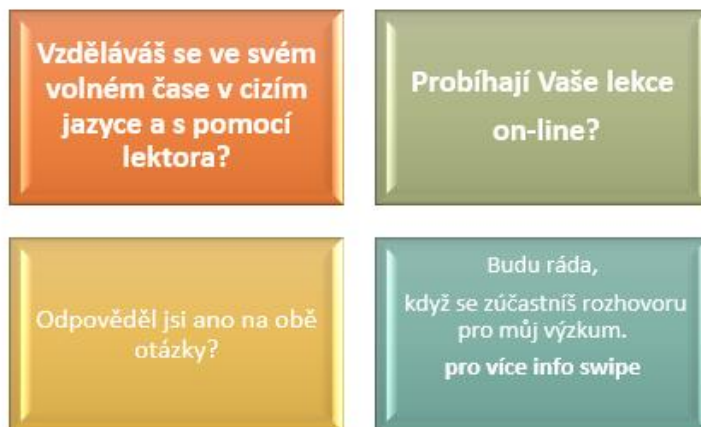 Vzděláváš se ve svém
volném čase v cizím
jazyce a s pomocí
lektora?
Probíhají Vaše lekce
on-line?
Odpověděl jsi ano na obě
otázky?
Budu ráda,
když se zúčastníš rozhovoru
pro můj výzkum.
pro více info swipe